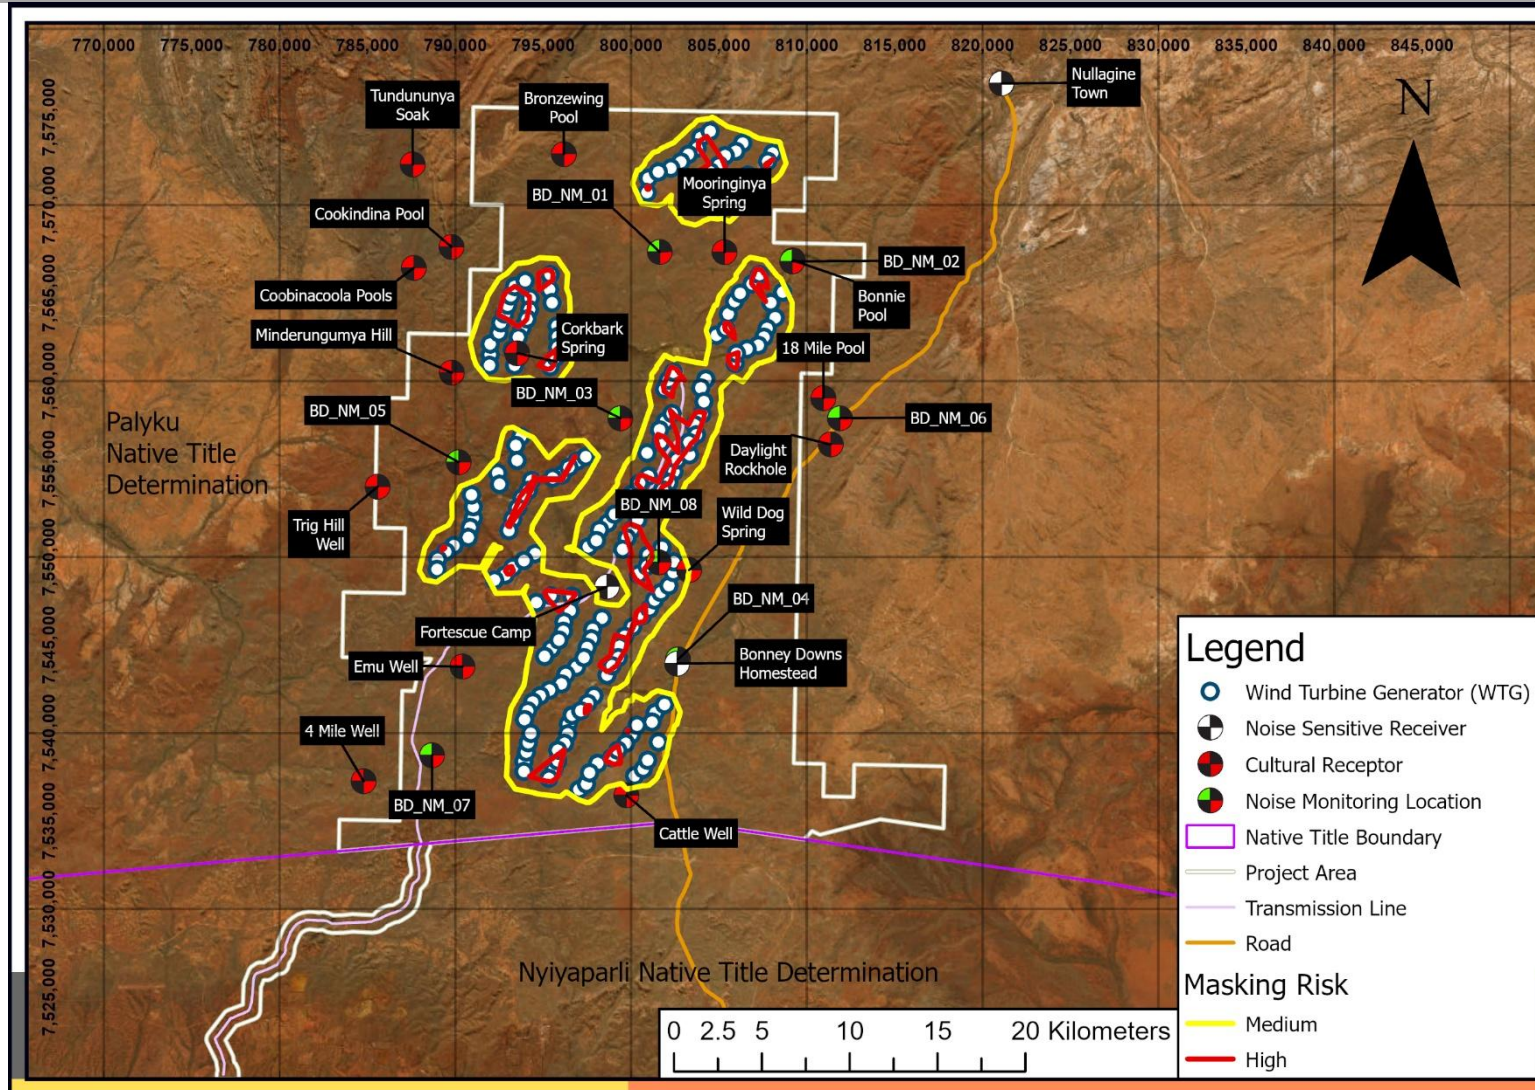 770,000 775,000 780,000 785,000 790,000 795,000 800,000 805,000 810,000 815,000 820,000 825,000 830,000 835,000 840,000 845,000
7,575,000
7,570,000
7,565,000
7,560,000
7,555,000
7,550,000
7,545,000
7,540,000
7,535,000
7,530,000
7,525,000
Nullagine
Town
N
Tundununya
Soak
Bronzewing
Pool
BD_NM_01
Mooringinya
Spring
Cookindina Pool
BD_NM_02
Coobinacoola Pools
Bonnie
Pool
Minderungumya Hill
Corkbark
Spring
18 Mile Pool
BD_NM_03
BD_NM_05
BD_NM_06
Palyku
Native Title
Determination
Daylight
Rockhole
Trig Hill
Well
BD_NM_08
Wild Dog
Spring
BD_NM_04
Fortescue Camp
Emu Well
Bonney Downs
Homestead
4 Mile Well
BD_NM_07
Cattle Well
Nyiyaparli Native Title Determination
0 2.5 5 10 15 20 Kilometers
Legend
Wind Turbine Generator (WTG)
Noise Sensitive Receiver
Cultural Receptor
Noise Monitoring Location
Native Title Boundary
Project Area
Transmission Line
Road
Masking Risk
Medium
High